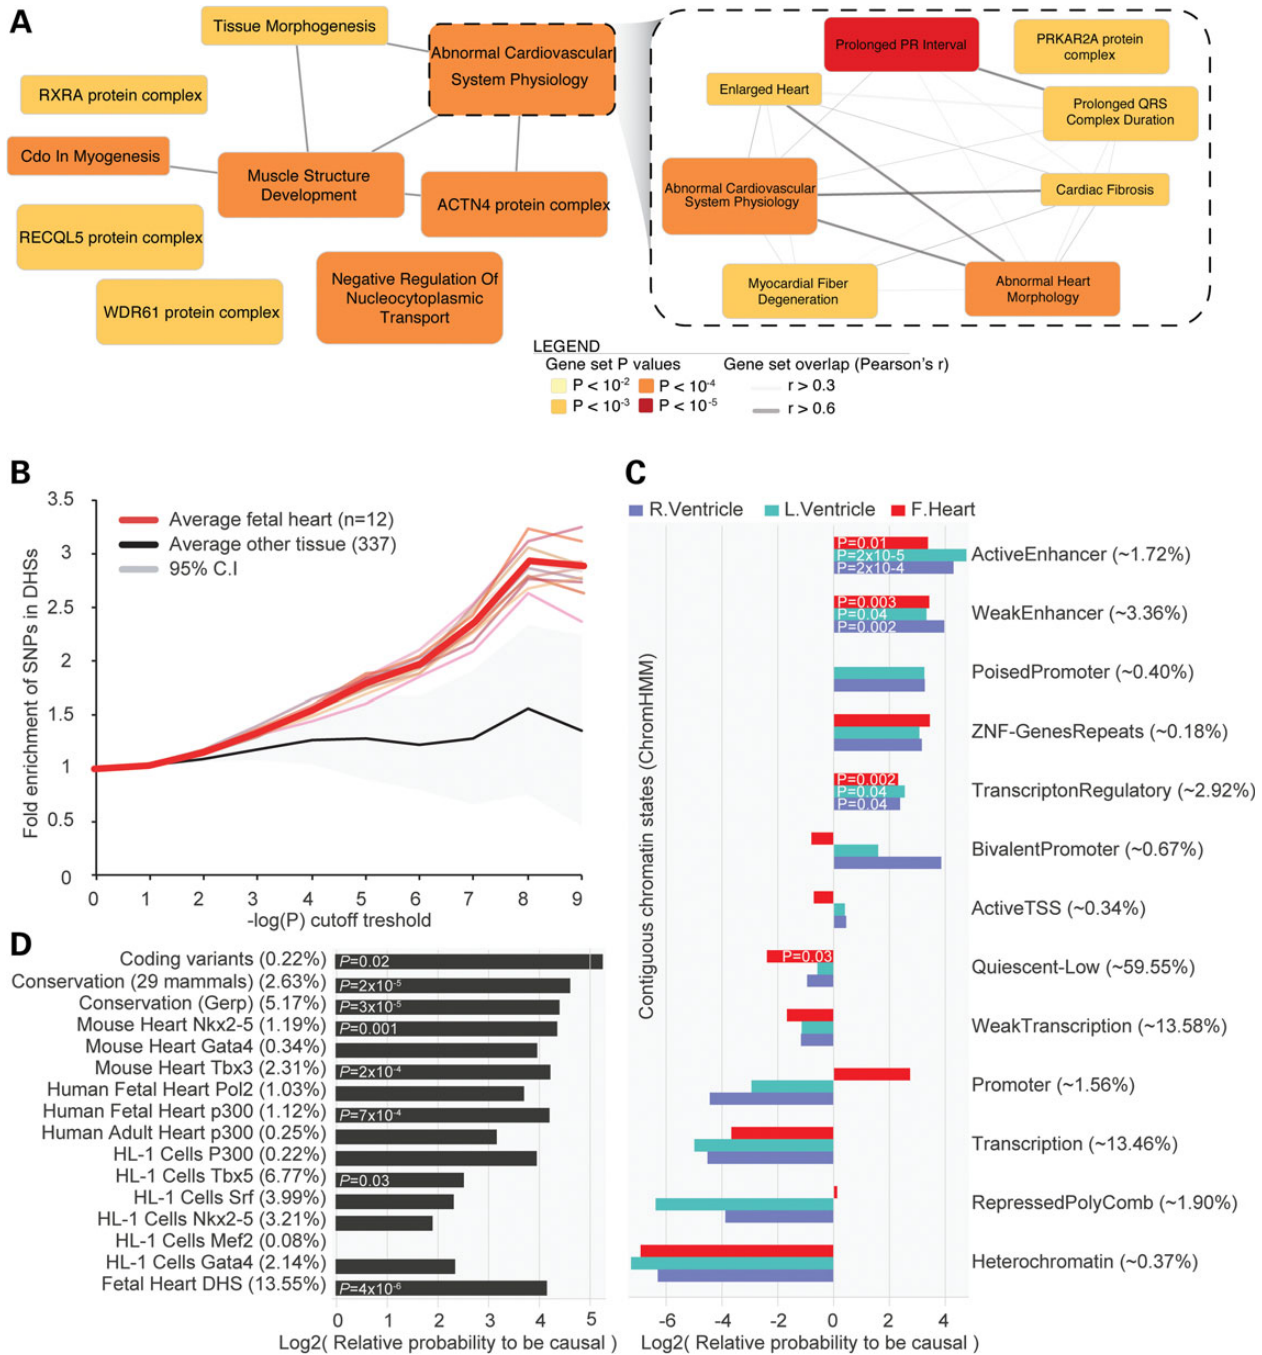 A
Tissue Morphogenesis
Abnormal Cardiovascular
System Physiology
RXRA protein complex
Cdo In Myogenesis
Muscle Structure
Development
ACTN4 protein complex
RECQL5 protein complex
Negative Regulation Of
Nucleocytoplasmic
Transport
WDR61 protein complex
Prolonged PR Interval
PRKAR2A protein
complex
Enlarged Heart
Prolonged QRS
Complex Duration
Abnormal Cardiovascular
System Physiology
Cardiac Fibrosis
Myocardial Fiber
Degeneration
Abnormal Heart
Morphology
LEGEND
Gene set P values
P < 10-2
P < 10-4
P < 10-3
P < 10-5
Gene set overlap (Pearson's r)
r > 0.3
r > 0.6
B
Fold enrichment of SNPs in DHSs
3.5
3
2.5
2
1.5
1
0.5
0
Average fetal heart (n=12)
Average other tissue (337)
95% C.I
0 1 2 3 4 5 6 7 8 9
-log(P) cutoff treshold
C
R.Ventricle L.Ventricle F.Heart
Contiguous chromatin states (ChromHMM)
P=0.01
P=2x10-5
P=2x10-4
ActiveEnhancer (~1.72%)
P=0.003
P=0.04
P=0.002
WeakEnhancer (~3.36%)
PoisedPromoter (~0.40%)
ZNF-GenesRepeats (~0.18%)
P=0.002
P=0.04
P=0.04
TranscriptonRegulatory (~2.92%)
BivalentPromoter (~0.67%)
ActiveTSS (~0.34%)
P=0.03
Quiescent-Low (~59.55%)
WeakTranscription (~13.58%)
Promoter (~1.56%)
Transcription (~13.46%)
RepressedPolyComb (~1.90%)
Heterochromatin (~0.37%)
-6 -4 -2 0 2 4
Log2( Relative probability to be causal )
D
Coding variants (0.22%) P=0.02
Conservation (29 mammals) (2.63%) P=2x10-5
Conservation (Gerp) (5.17%) P=3x10-5
Mouse Heart Nkx2-5 (1.19%) P=0.001
Mouse Heart Gata4 (0.34%)
Mouse Heart Tbx3 (2.31%) P=2x10-4
Human Fetal Heart Pol2 (1.03%)
Human Fetal Heart p300 (1.12%) P=7x10-4
Human Adult Heart p300 (0.25%)
HL-1 Cells P300 (0.22%)
HL-1 Cells Tbx5 (6.77%) P=0.03
HL-1 Cells Srf (3.99%)
HL-1 Cells Nkx2-5 (3.21%)
HL-1 Cells Mef2 (0.08%)
HL-1 Cells Gata4 (2.14%)
Fetal Heart DHS (13.55%) P=4x10-6
0 1 2 3 4 5
Log2( Relative probability to be causal )